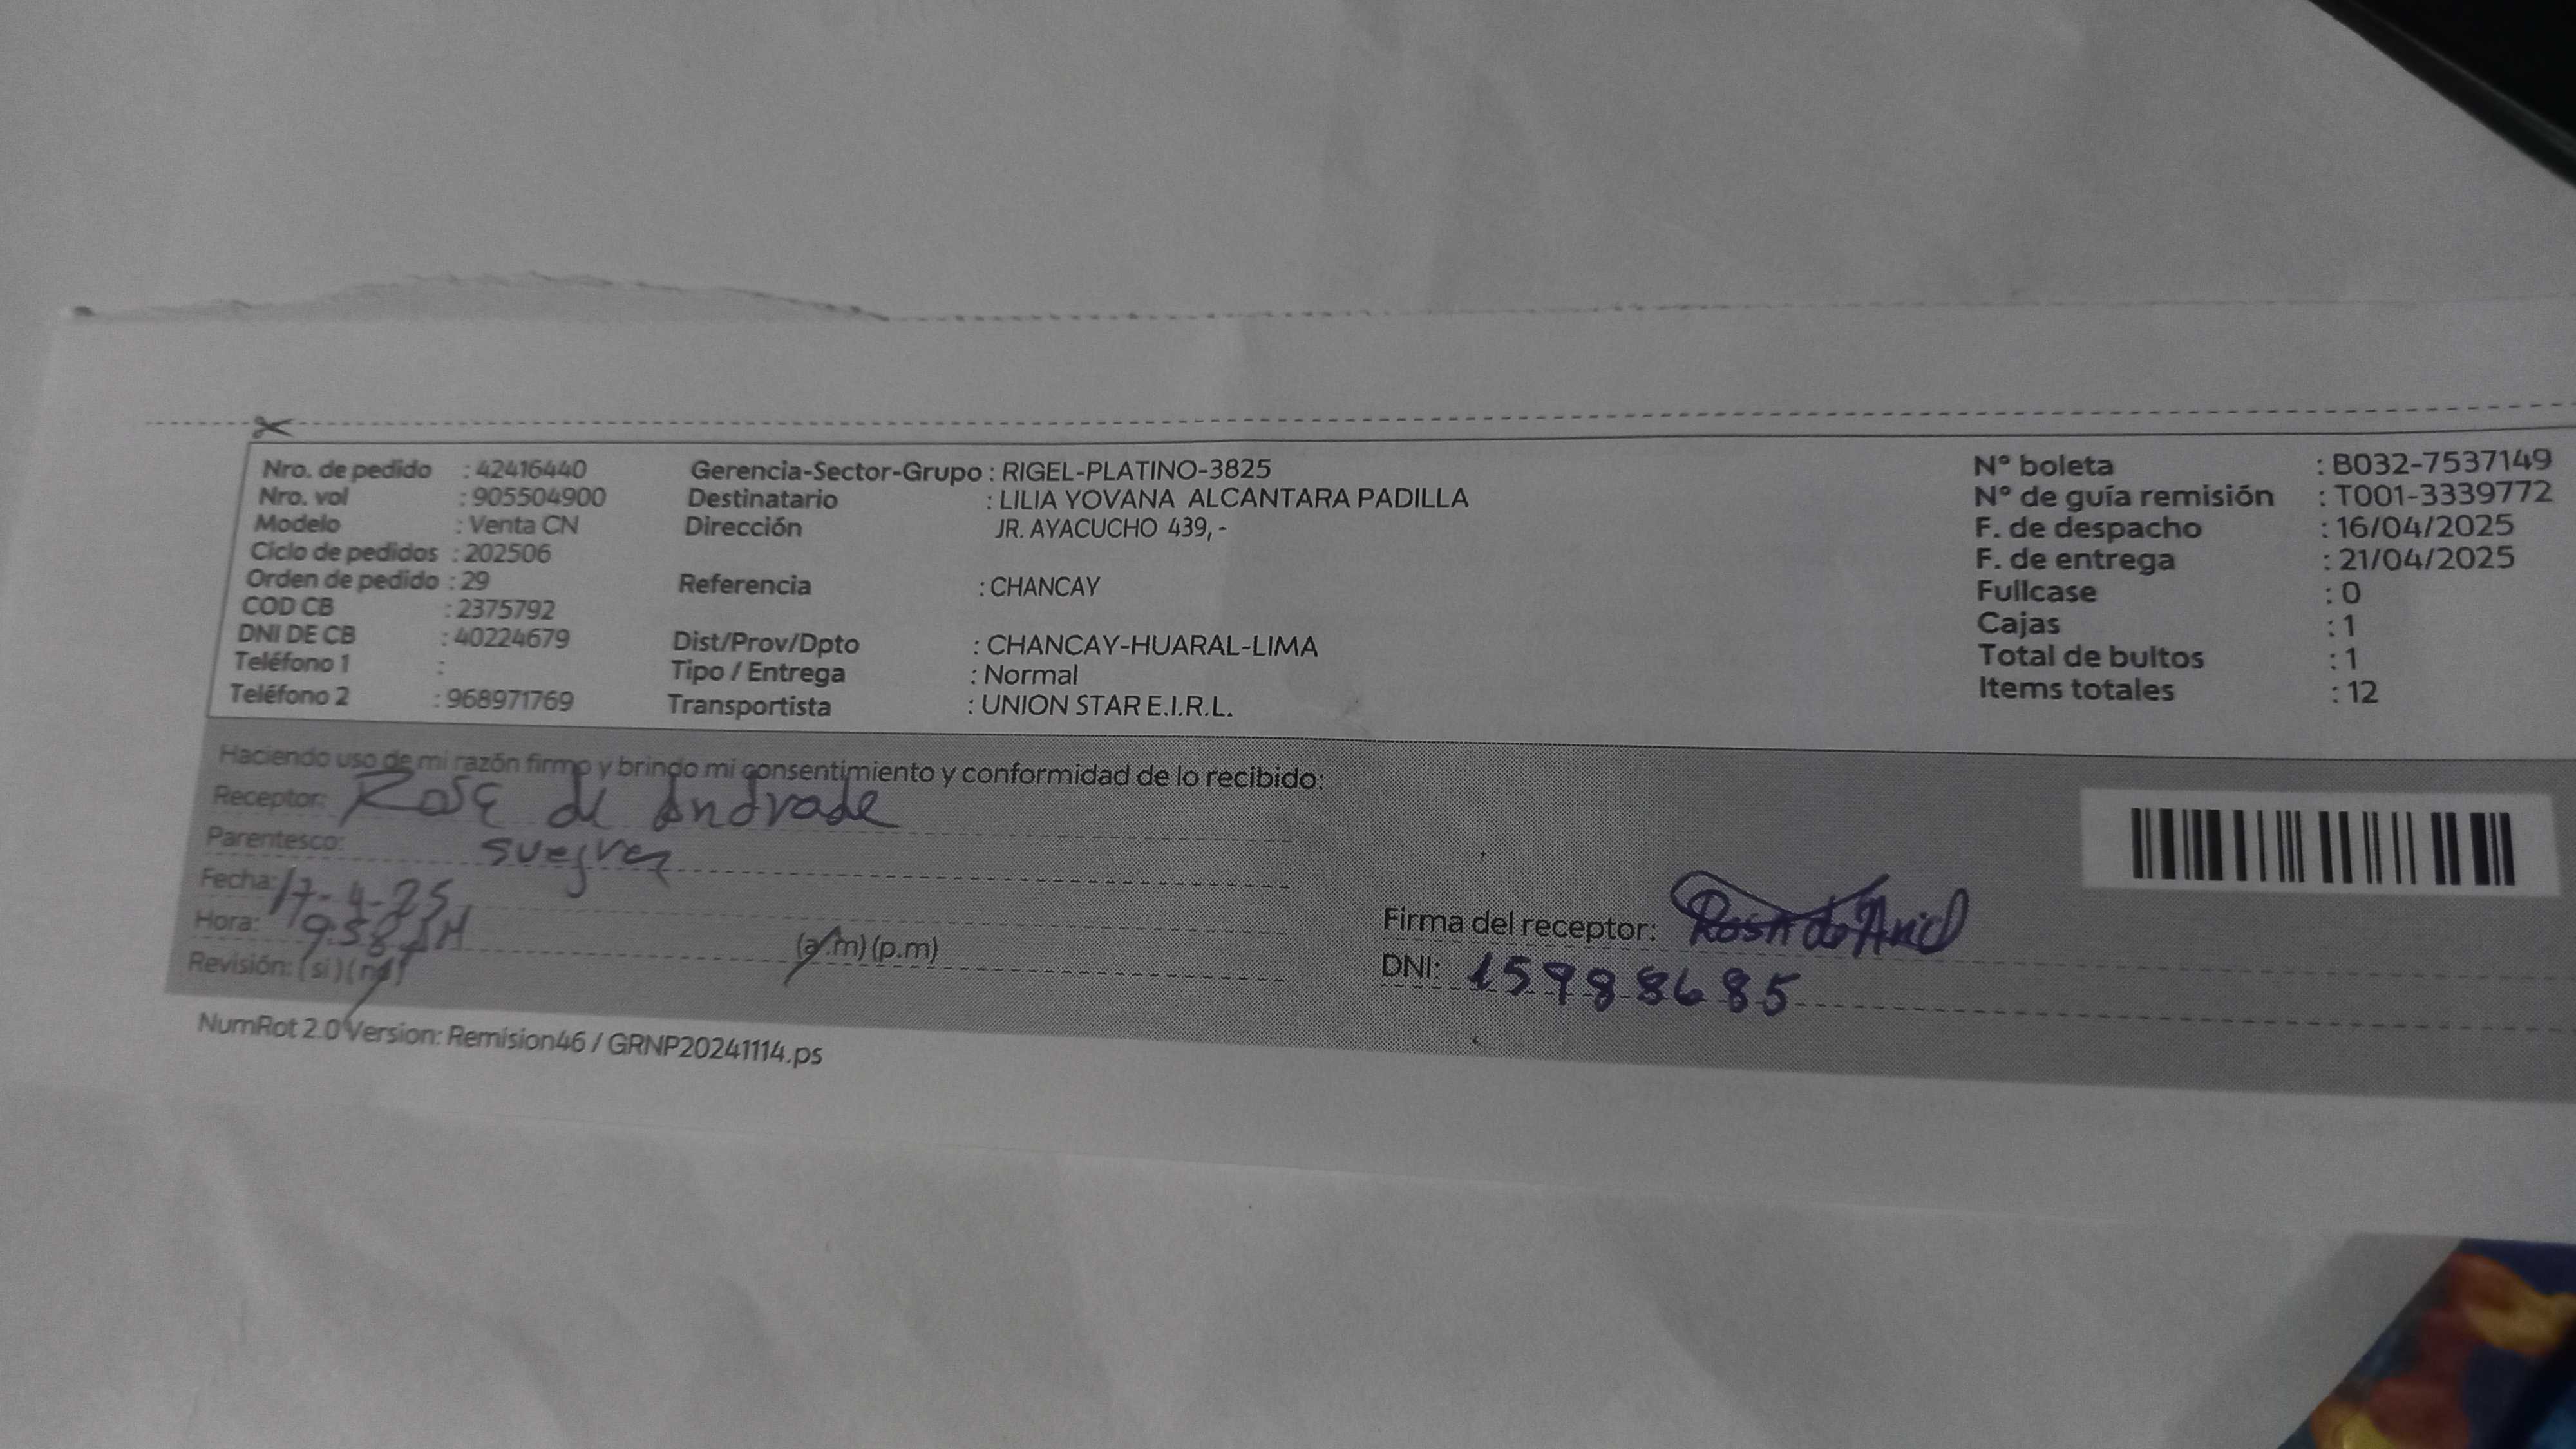 Nro. de pedido : 42416440
Nro. vol : 905504900
Modelo : Venta CN
Ciclo de pedidos : 202506
Orden de pedido : 29
COD CB : 2375792
DNI DE CB : 40224679
Teléfono 1 :
Teléfono 2 : 968971769
Gerencia-Sector-Grupo : RIGEL-PLATINO-3825
Destinatario : LILIA YOVANA ALCANTARA PADILLA
Dirección JR. AYACUCHO 439, -
Referencia : CHANCAY
Dist/Prov/Dpto : CHANCAY-HUARAL-LIMA
Tipo / Entrega : Normal
Transportista : UNION STAR E.I.R.L.
N° boleta : B032-7537149
N° de guía remisión : T001-3339772
F. de despacho : 16/04/2025
F. de entrega : 21/04/2025
Fullcase : 0
Cajas : 1
Total de bultos : 1
Items totales : 12
Haciendo uso de mi razón firmo y brindo mi consentimiento y conformidad de lo recibido:
Receptor: Rosa de Andrade
Parentesco: suegra
Fecha: 17-4-25
Hora: 9:58 AM (a.m) (p.m)
Revisión: (si) (no)
Firma del receptor: Rosa de And
DNI: 15988685
NumRot 2.0 Version: Remision46 / GRNP20241114.ps